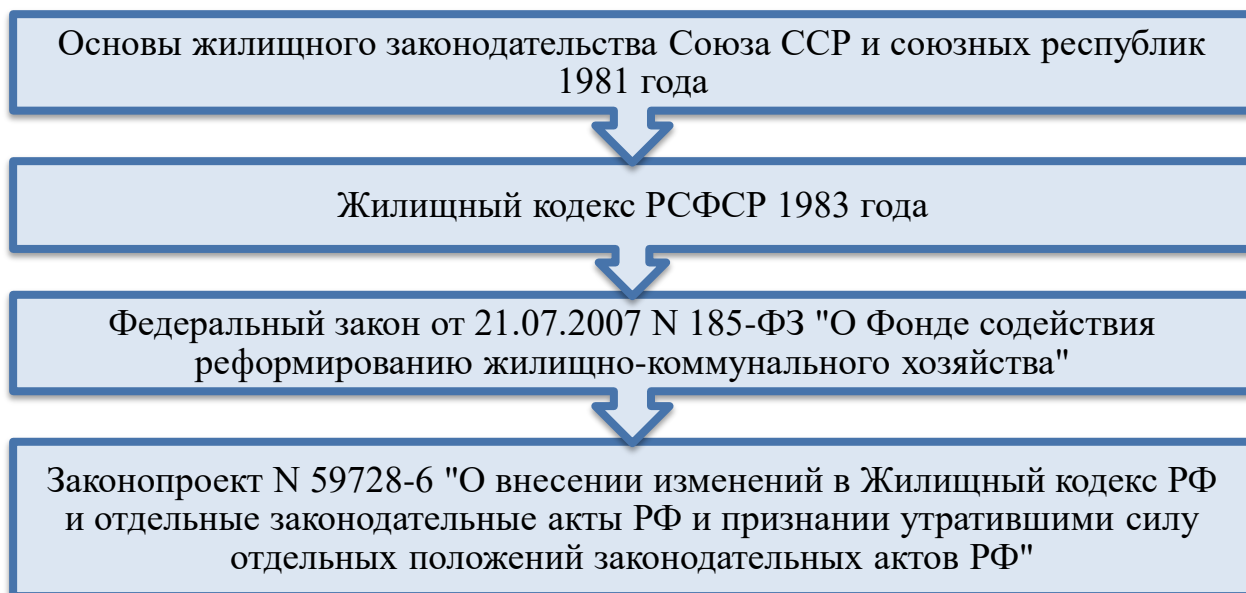 Основы жилищного законодательства Союза ССР и союзных республик
1981 года
Жилищный кодекс РСФСР 1983 года
Федеральный закон от 21.07.2007 N 185-ФЗ "О Фонде содействия
реформированию жилищно-коммунального хозяйства"
Законопроект N 59728-6 "О внесении изменений в Жилищный кодекс РФ
и отдельные законодательные акты РФ и признании утратившими силу
отдельных положений законодательных актов РФ"